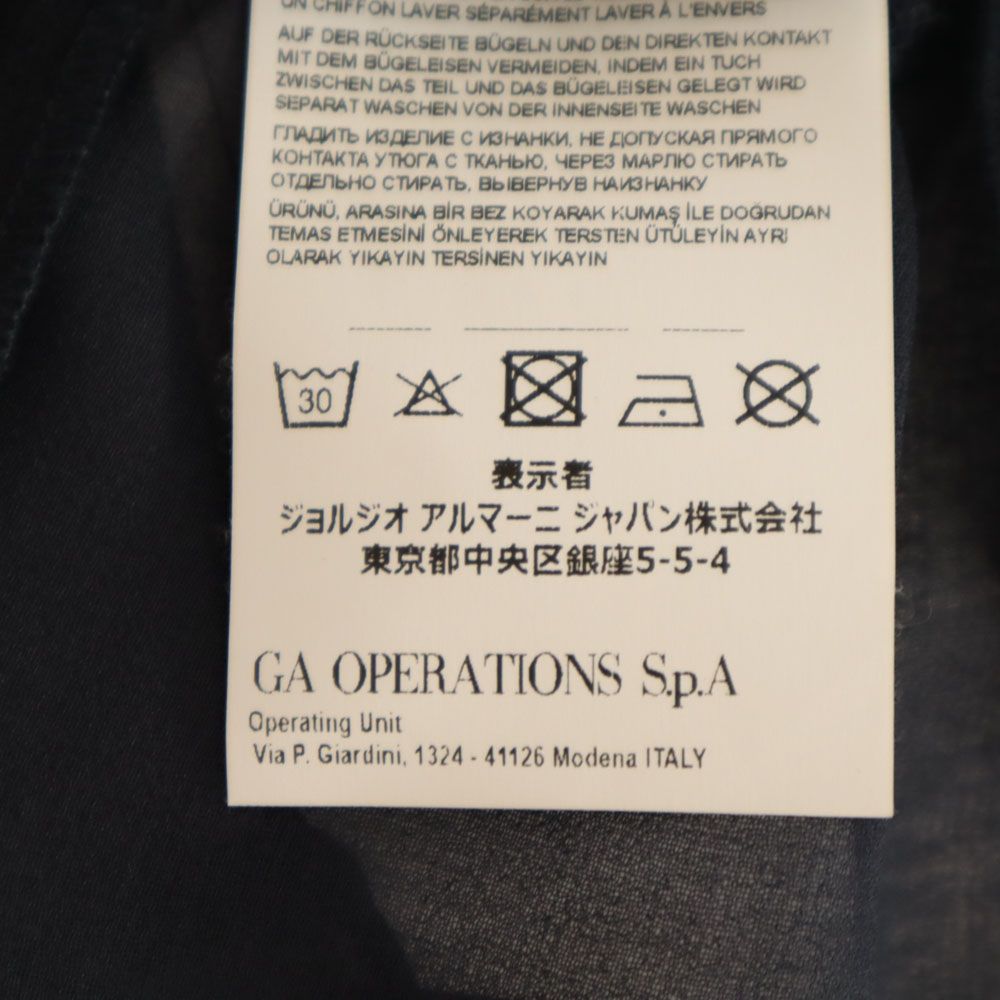 UN CHIFFON LAVER SÉPARÉMENT LAVER À L'ENVERS
AUF DER RÜCKSEITE BÜGELN UND DEN DIREKTEN KONTAKT
MIT DEM BÜGELEISEN VERMEIDEN, INDEM EIN TUCH
ZWISCHEN DAS TEIL UND DAS BÜGELEISEN GELEGT WIRD
SEPARAT WASCHEN VON DER INNENSEITE WASCHEN
ГЛАДИТЬ ИЗДЕЛИЕ С ИЗНАНКИ, НЕ ДОПУСКАЯ ПРЯМОГО
КОНТАКТА УТЮГА С ТКАНЬЮ, ЧЕРЕЗ МАРЛЮ СТИРАТЬ
ОТДЕЛЬНО СТИРАТЬ, ВЫВЕРНУВ НАИЗНАНКУ
ÜRÜNÜ, ARASINA BİR BEZ KOYARAK KUMAŞ İLE DOĞRUDAN
TEMAS ETMESİNİ ÖNLEYEREK TERSTEN ÜTÜLEYİN AYRI
OLARAK YIKAYIN TERSİNEN YIKAYIN
30
表示者
ジョルジオ アルマーニ ジャパン株式会社
東京都中央区銀座5-5-4
GA OPERATIONS S.p.A
Operating Unit
Via P. Giardini, 1324 - 41126 Modena ITALY